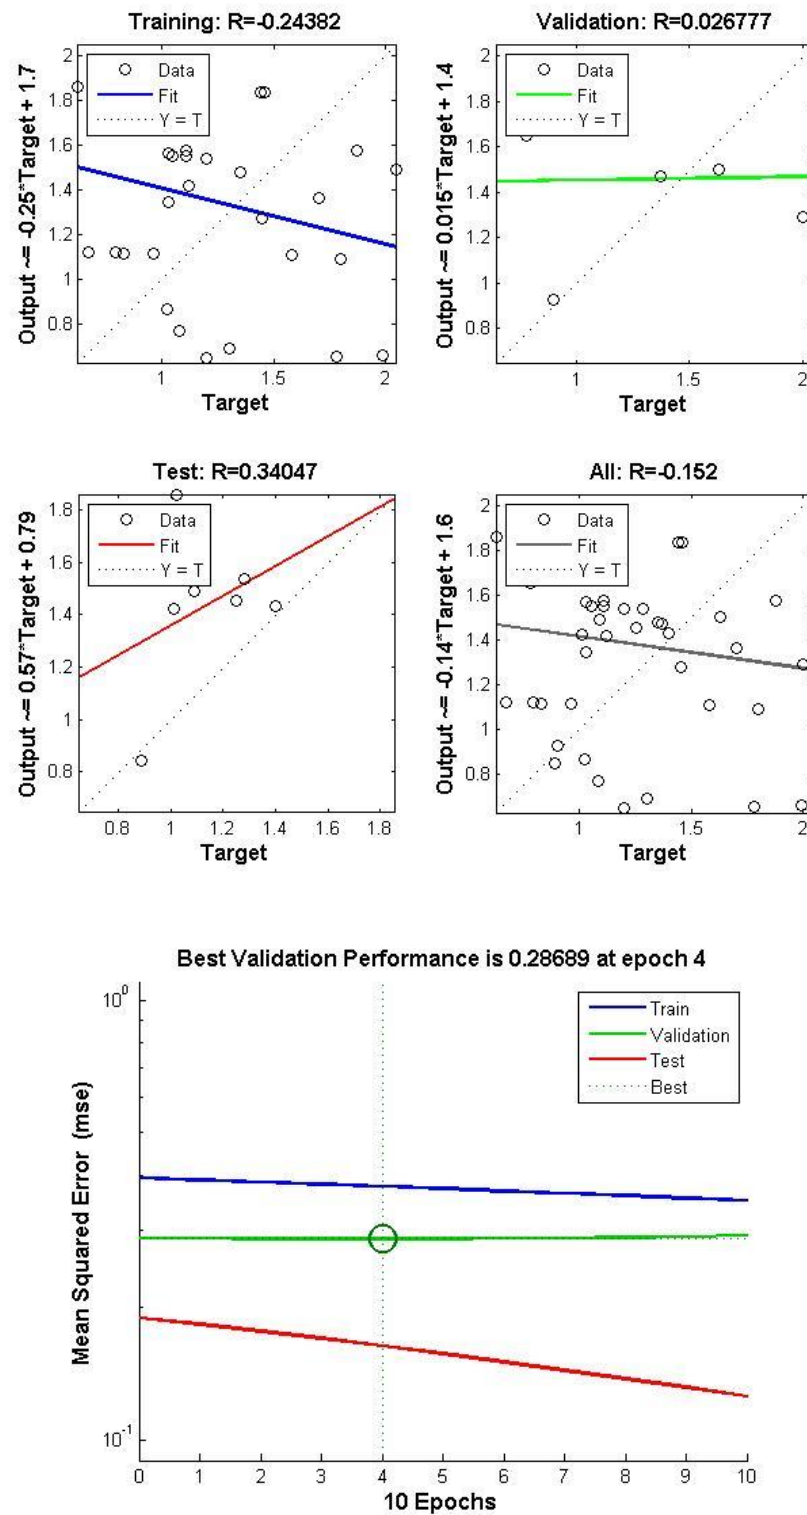 Training: R=-0.24382
Output ~= -0.25*Target + 1.7
2
1.8
1.6
1.4
1.2
1
0.8
Data
Fit
Y = T
1
1.5
2
Target
Validation: R=0.026777
Output ~= 0.015*Target + 1.4
2
1.8
1.6
1.4
1.2
1
0.8
Data
Fit
Y = T
1
1.5
2
Target
Test: R=0.34047
Output ~= 0.57*Target + 0.79
1.8
1.6
1.4
1.2
1
0.8
Data
Fit
Y = T
0.8
1
1.2
1.4
1.6
1.8
Target
All: R=-0.152
Output ~= -0.14*Target + 1.6
2
1.8
1.6
1.4
1.2
1
0.8
Data
Fit
Y = T
1
1.5
2
Target
Best Validation Performance is 0.28689 at epoch 4
Mean Squared Error (mse)
10^0
10^-1
Train
Validation
Test
Best
0
1
2
3
4
5
6
7
8
9
10
10 Epochs